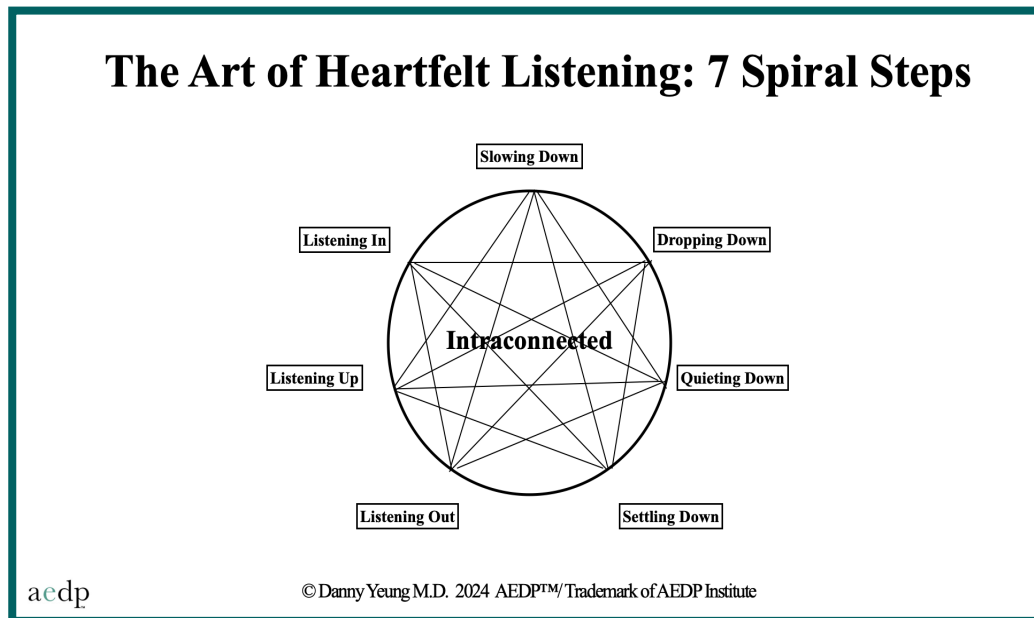 The Art of Heartfelt Listening: 7 Spiral Steps
Slowing Down
Listening In
Dropping Down
Intraconnected
Listening Up
Quieting Down
Listening Out
Settling Down
aedp
© Danny Yeung M.D. 2024 AEDP™/ Trademark of AEDP Institute